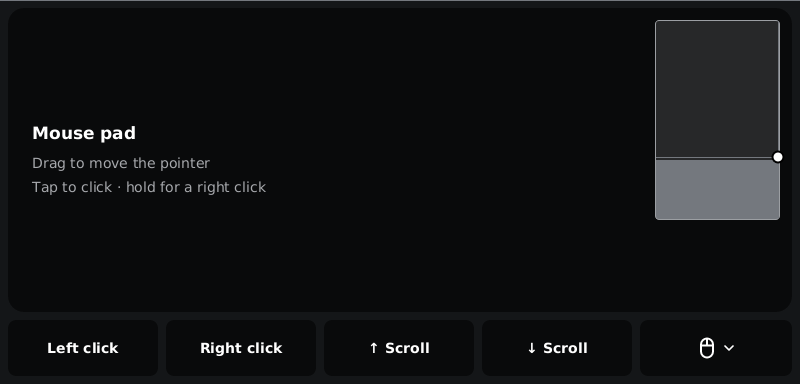 Mouse pad
Drag to move the pointer
Tap to click · hold for a right click
Left click
Right click
↑ Scroll
↓ Scroll